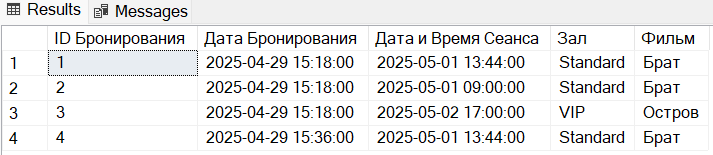 Results Messages
ID Бронирования Дата Бронирования Дата и Время Сеанса Зал Фильм
1 1 2025-04-29 15:18:00 2025-05-01 13:44:00 Standard Брат
2 2 2025-04-29 15:18:00 2025-05-01 09:00:00 Standard Брат
3 3 2025-04-29 15:18:00 2025-05-02 17:00:00 VIP Остров
4 4 2025-04-29 15:36:00 2025-05-01 13:44:00 Standard Брат